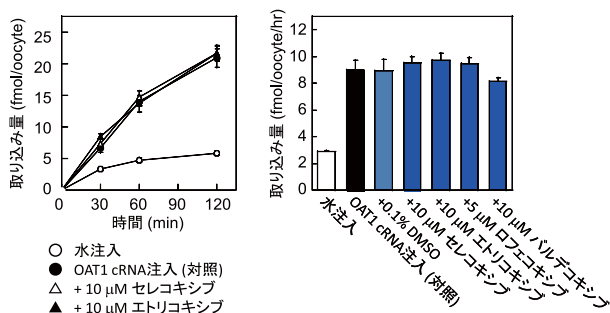 取り込み量 (fmol/oocyte)
25
20
15
10
5
0
0
30
60
90
120
時間 (min)
水注入
OAT1 cRNA注入 (対照)
+ 10 μM セレコキシブ
+ 10 μM エトリコキシブ
取り込み量 (fmol/oocyte/hr)
12
10
8
6
4
2
0
水注入
OAT1 cRNA注入 (対照)
+0.1% DMSO
+10 μM セレコキシブ
+10 μM エトリコキシブ
+5 μM ロフェコキシブ
+10 μM バルデコキシブ